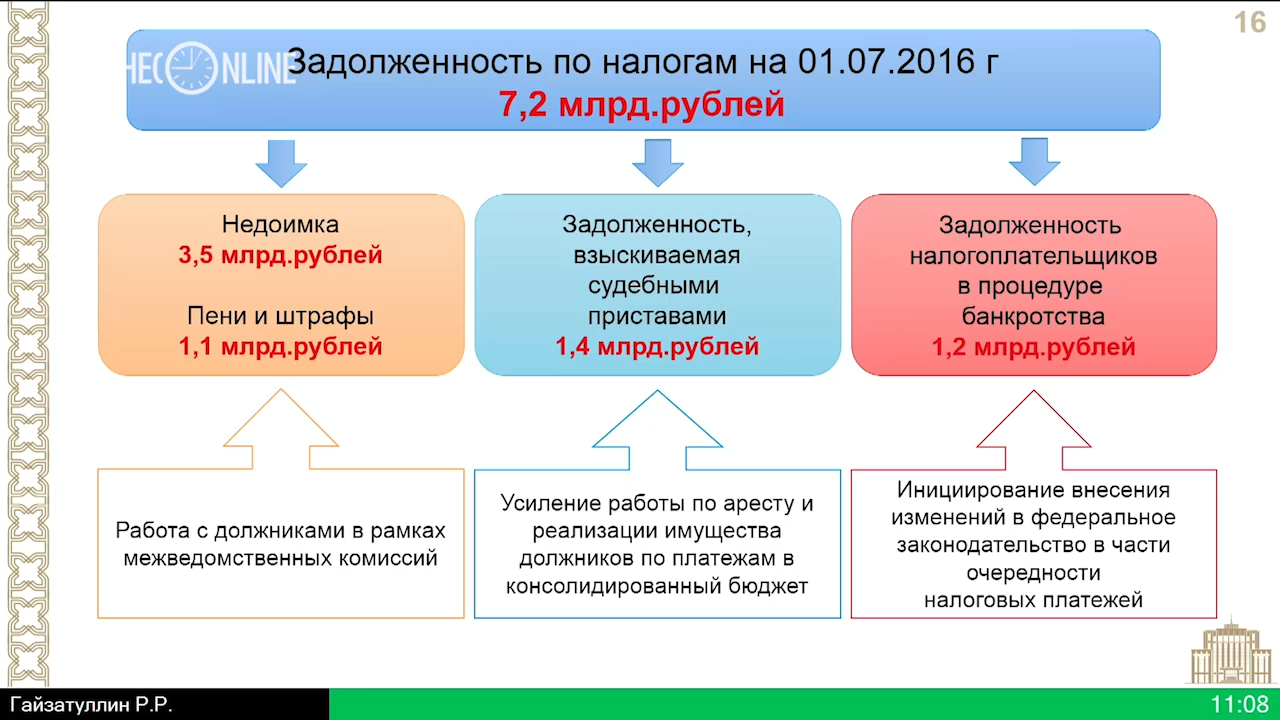 16
НЕС ONLINE
Задолженность по налогам на 01.07.2016 г
7,2 млрд.рублей
Недоимка
3,5 млрд.рублей
Пени и штрафы
1,1 млрд.рублей
Задолженность,
взыскиваемая
судебными
приставами
1,4 млрд.рублей
Задолженность
налогоплательщиков
в процедуре
банкротства
1,2 млрд.рублей
Работа с должниками в рамках
межведомственных комиссий
Усиление работы по аресту и
реализации имущества
должников по платежам в
консолидированный бюджет
Инициирование внесения
изменений в федеральное
законодательство в части
очередности
налоговых платежей
Гайзатуллин Р.Р.
11:08